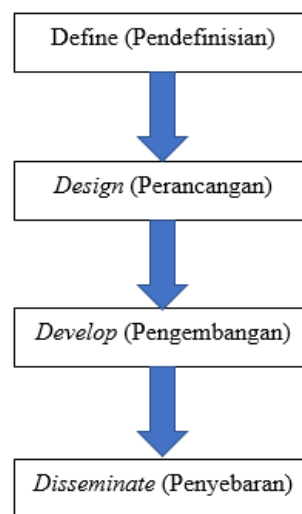 Define (Pendefinisian)
Design (Perancangan)
Develop (Pengembangan)
Disseminate (Penyebaran)